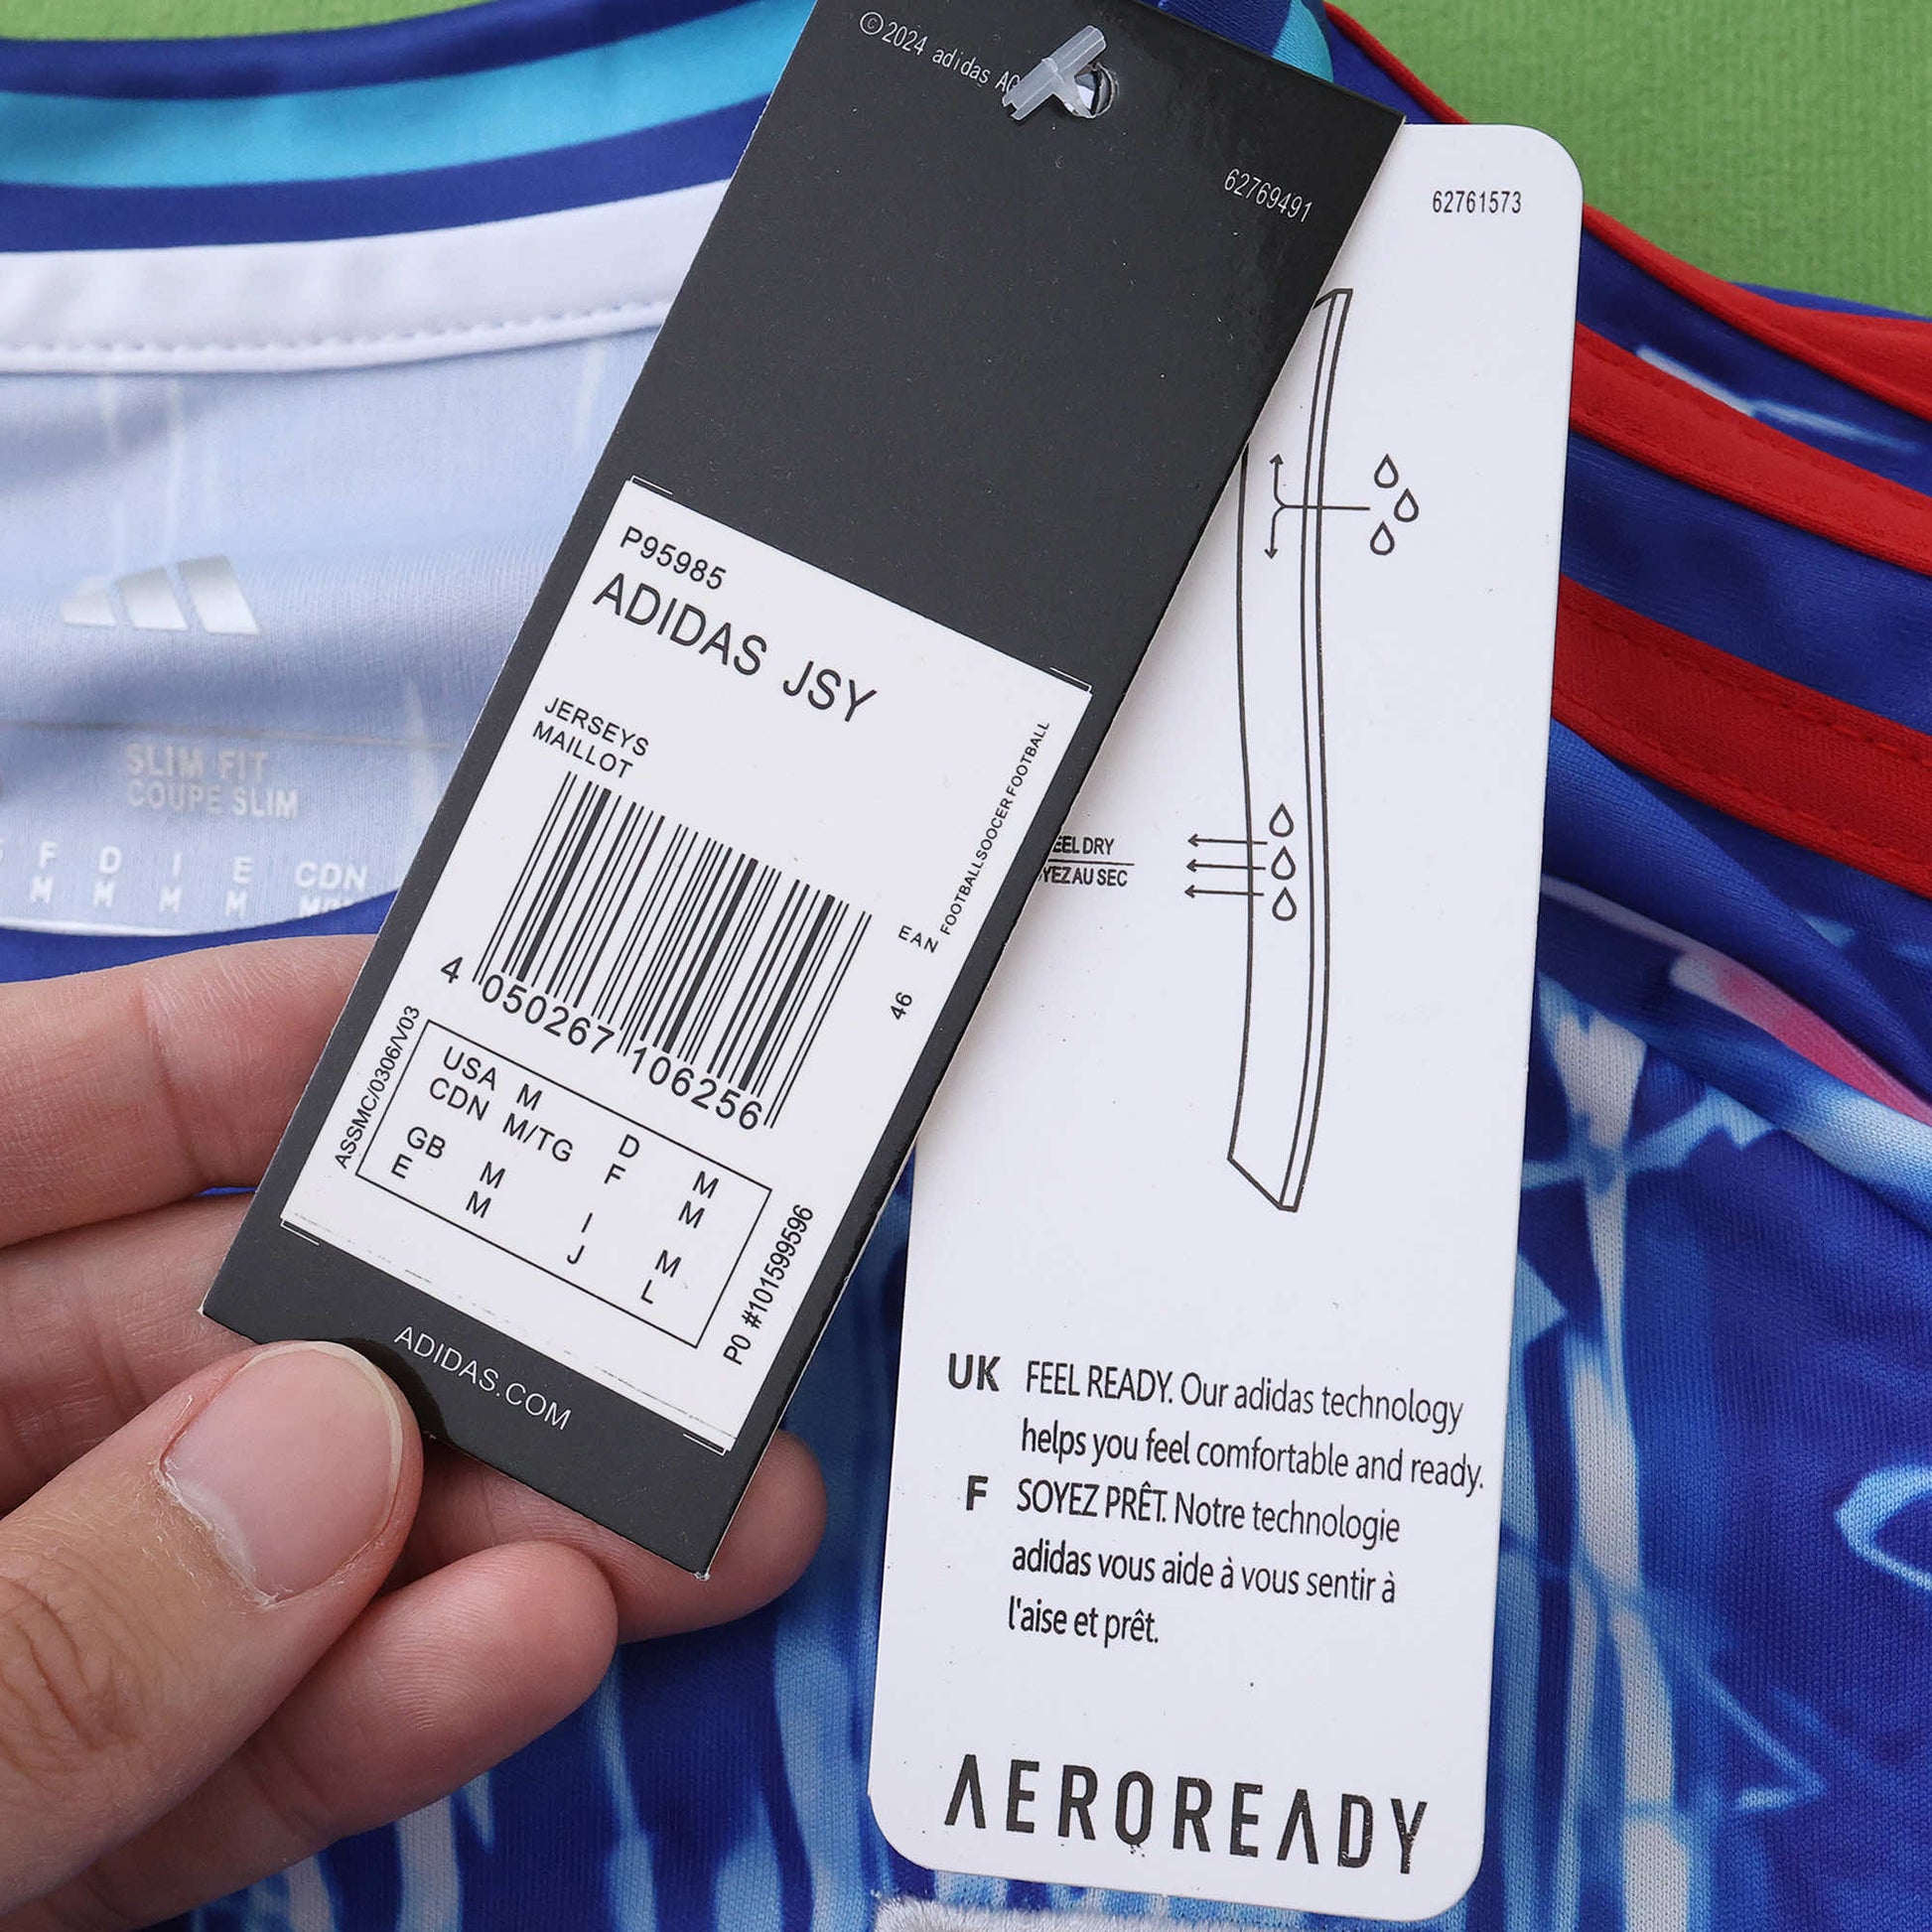 ©2024 adidas AG
62769491
P95985
ADIDAS JSY
JERSEYS
MAILLOT
FOOTBALLSOCCERFOOTBALL
EAN
46
4 050267 106256
ASSMC/0306/V03
USA M D M
CDN M/TG F M
GB M I M
E M J L
PO #101599596
ADIDAS.COM
62761573
EEL DRY
YEZ AU SEC
UK FEEL READY. Our adidas technology
helps you feel comfortable and ready.
F SOYEZ PRÊT. Notre technologie
adidas vous aide à vous sentir à
l'aise et prêt.
AEROREADY
SLIM FIT
COUPE SLIM
F D I E CDN
M M M M